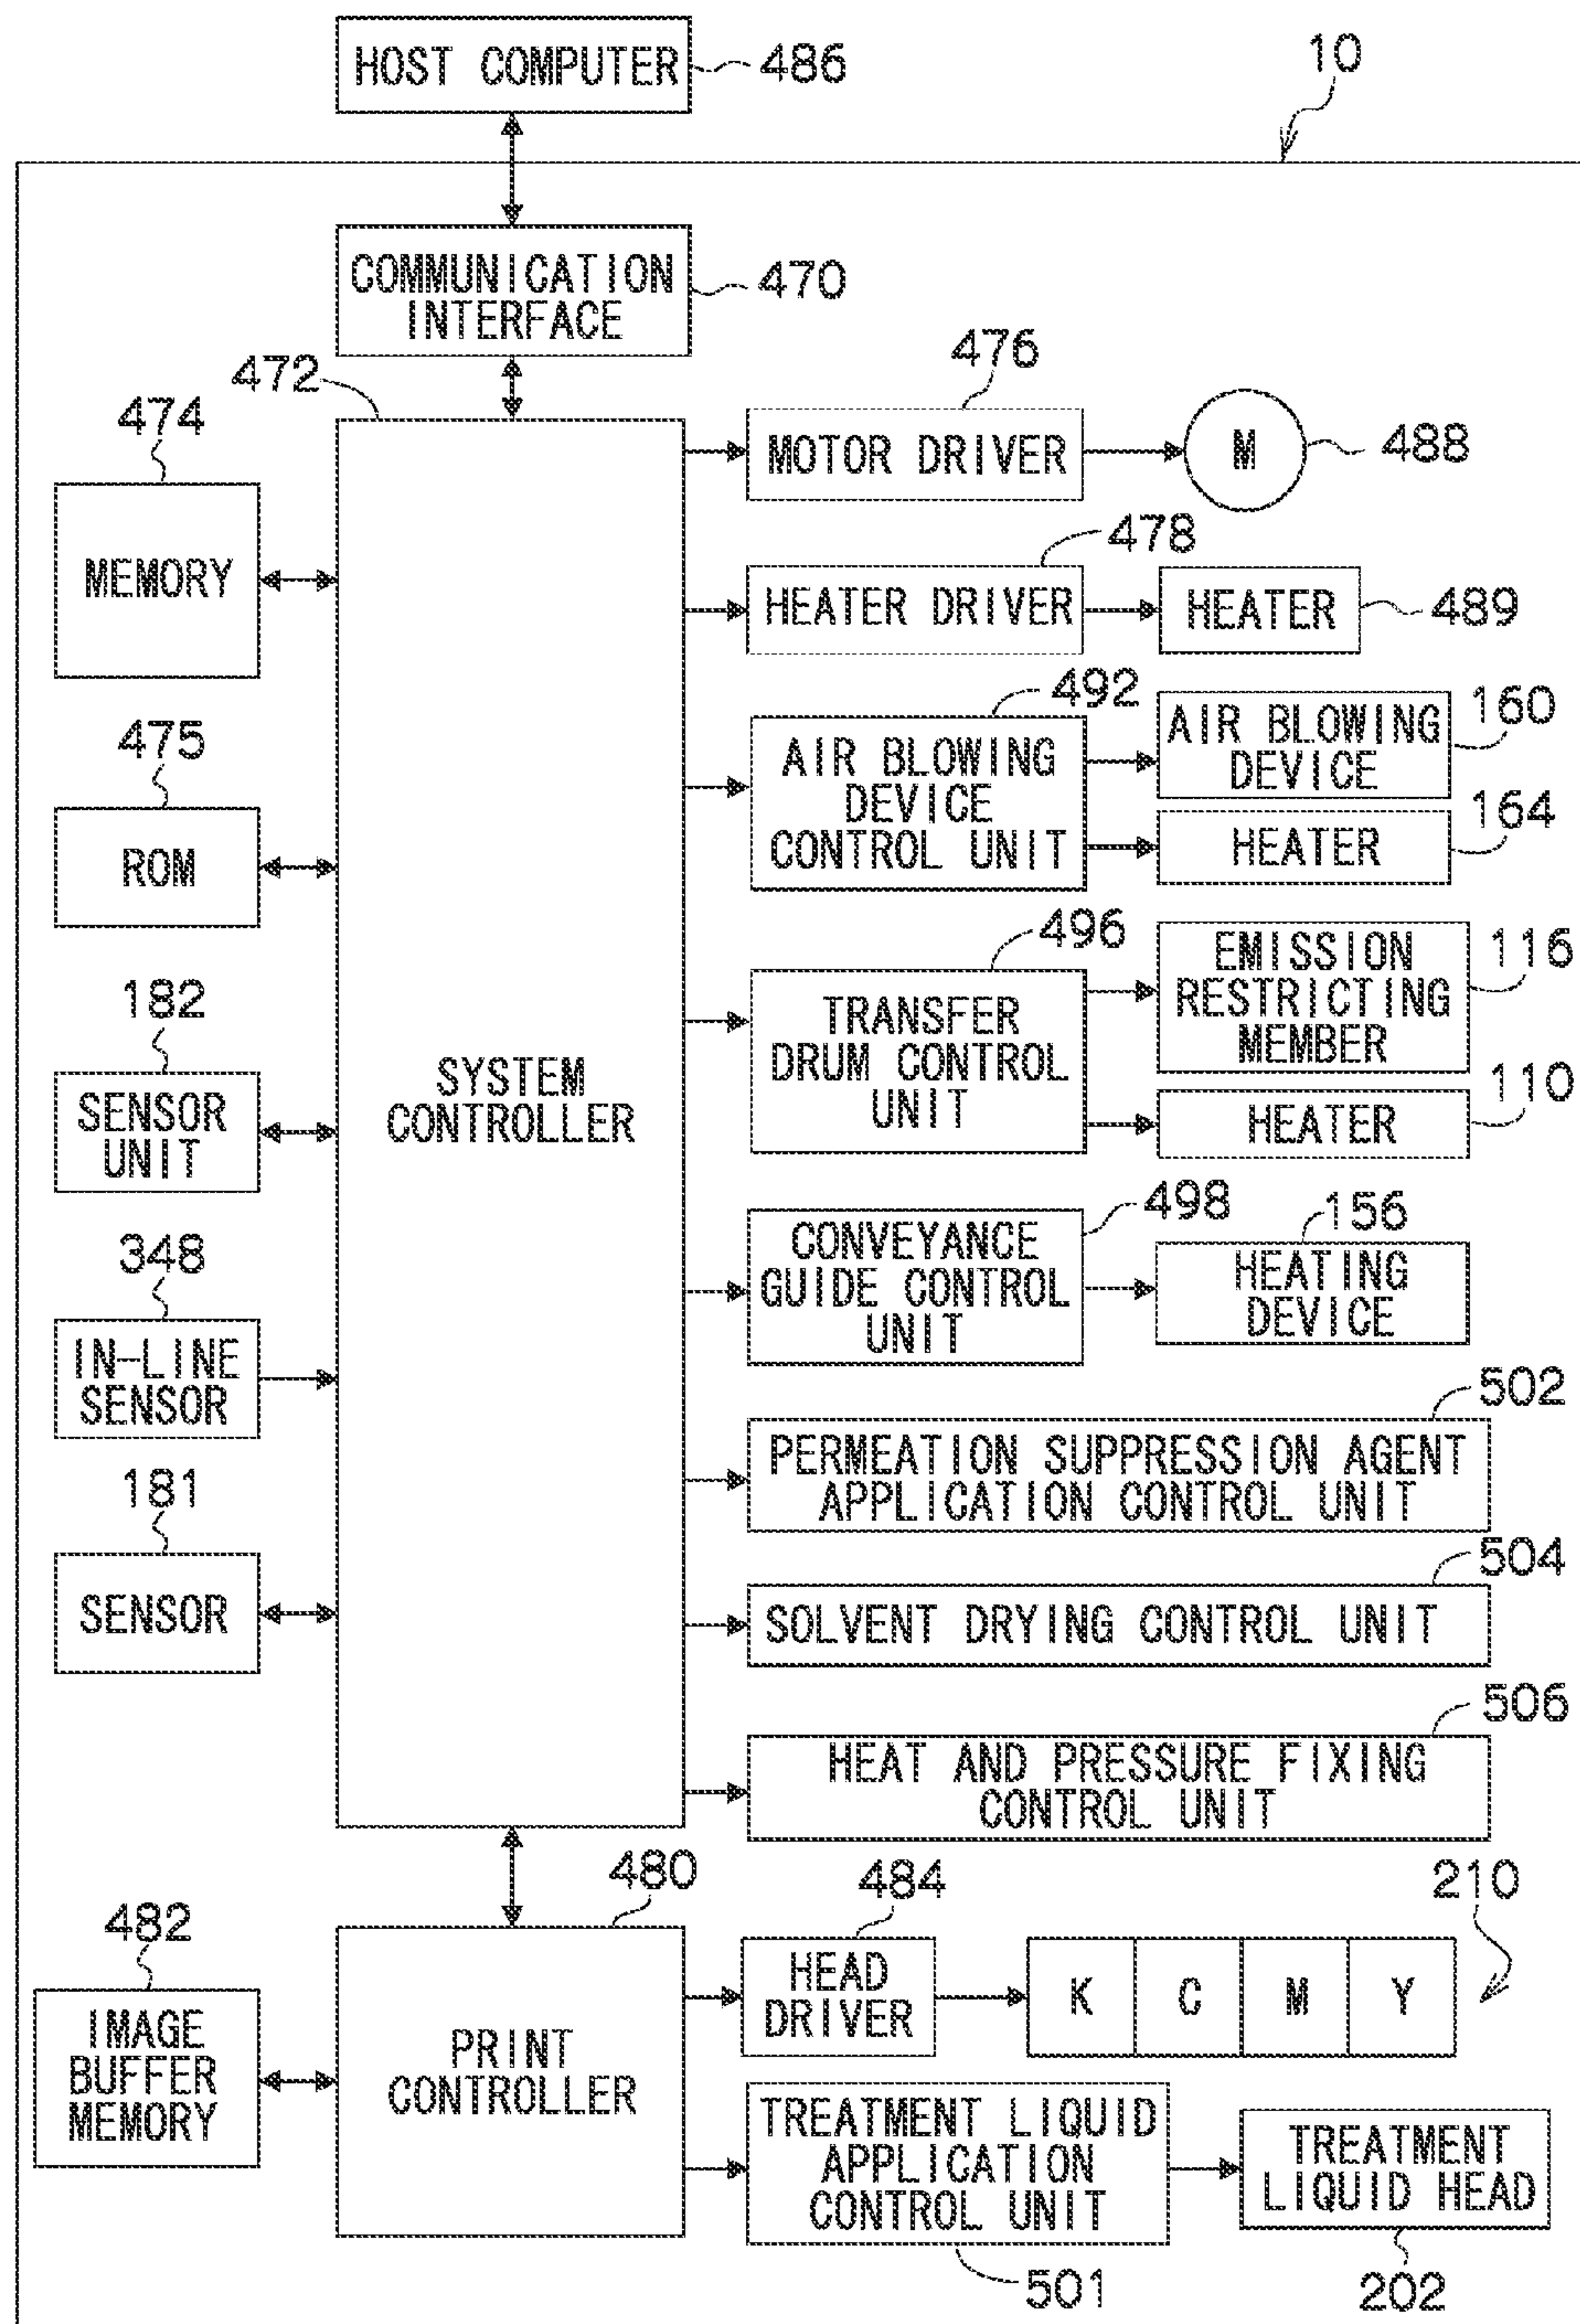 HOST COMPUTER
486
10
COMMUNICATION
INTERFACE
470
472
476
MOTOR DRIVER
M
488
474
MEMORY
478
HEATER DRIVER
HEATER
489
492
AIR BLOWING
DEVICE
CONTROL UNIT
AIR BLOWING
DEVICE
160
HEATER
164
475
ROM
496
TRANSFER
DRUM CONTROL
UNIT
EMISSION
RESTRICTING
MEMBER
116
HEATER
110
182
SENSOR
UNIT
SYSTEM
CONTROLLER
498
CONVEYANCE
GUIDE CONTROL
UNIT
156
HEATING
DEVICE
348
IN-LINE
SENSOR
502
PERMEATION SUPPRESSION AGENT
APPLICATION CONTROL UNIT
181
SENSOR
504
SOLVENT DRYING CONTROL UNIT
506
HEAT AND PRESSURE FIXING
CONTROL UNIT
480
484
210
482
IMAGE
BUFFER
MEMORY
PRINT
CONTROLLER
HEAD
DRIVER
K C M Y
TREATMENT LIQUID
APPLICATION
CONTROL UNIT
501
TREATMENT
LIQUID HEAD
202